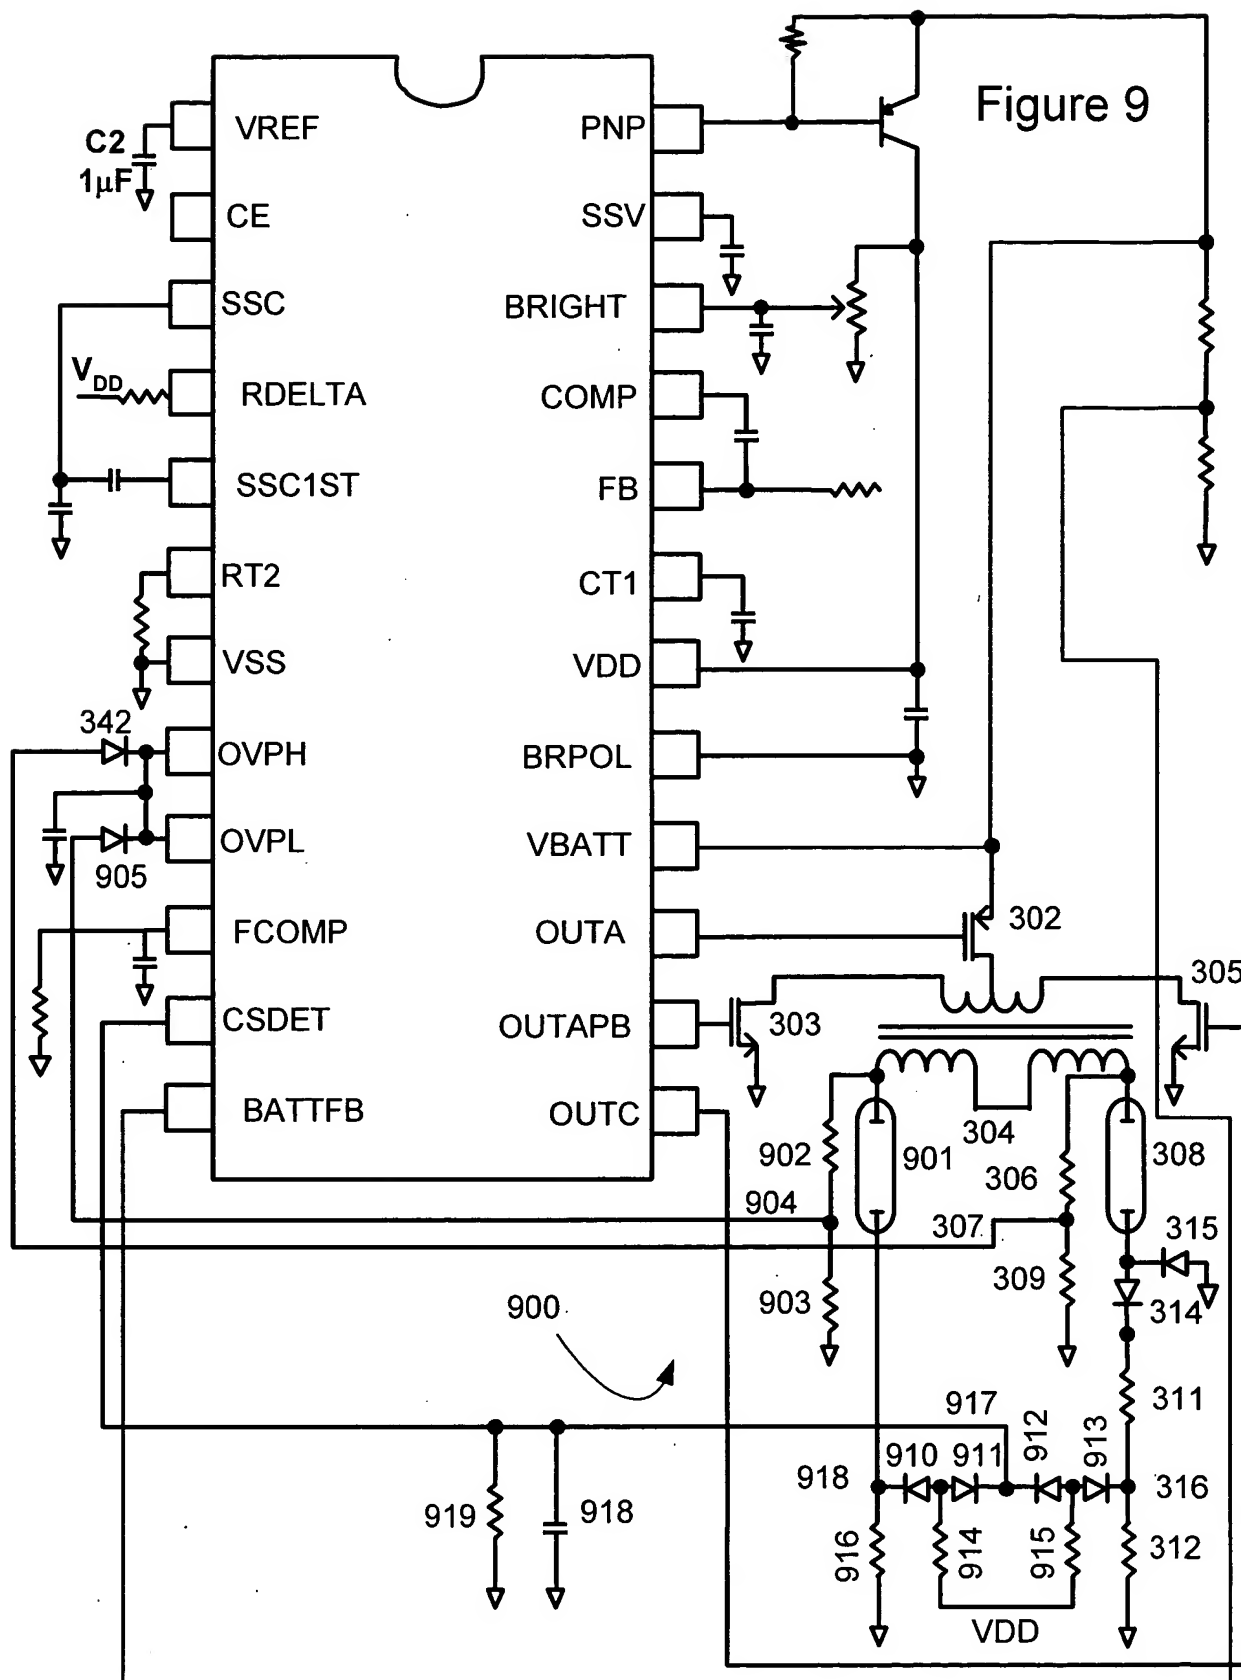 Figure 9
C2
1µF
VREF
CE
SSC
V_DD
RDELTA
SSC1ST
RT2
VSS
342
OVPH
OVPL
905
FCOMP
CSDET
BATTFB
PNP
SSV
BRIGHT
COMP
FB
CT1
VDD
BRPOL
VBATT
OUTA
OUTAPB
OUTC
302
303
305
304
902
901
306
308
904
307
315
903
309
314
900
311
917
910
911
912
913
918
316
919
918
916
914
915
312
VDD